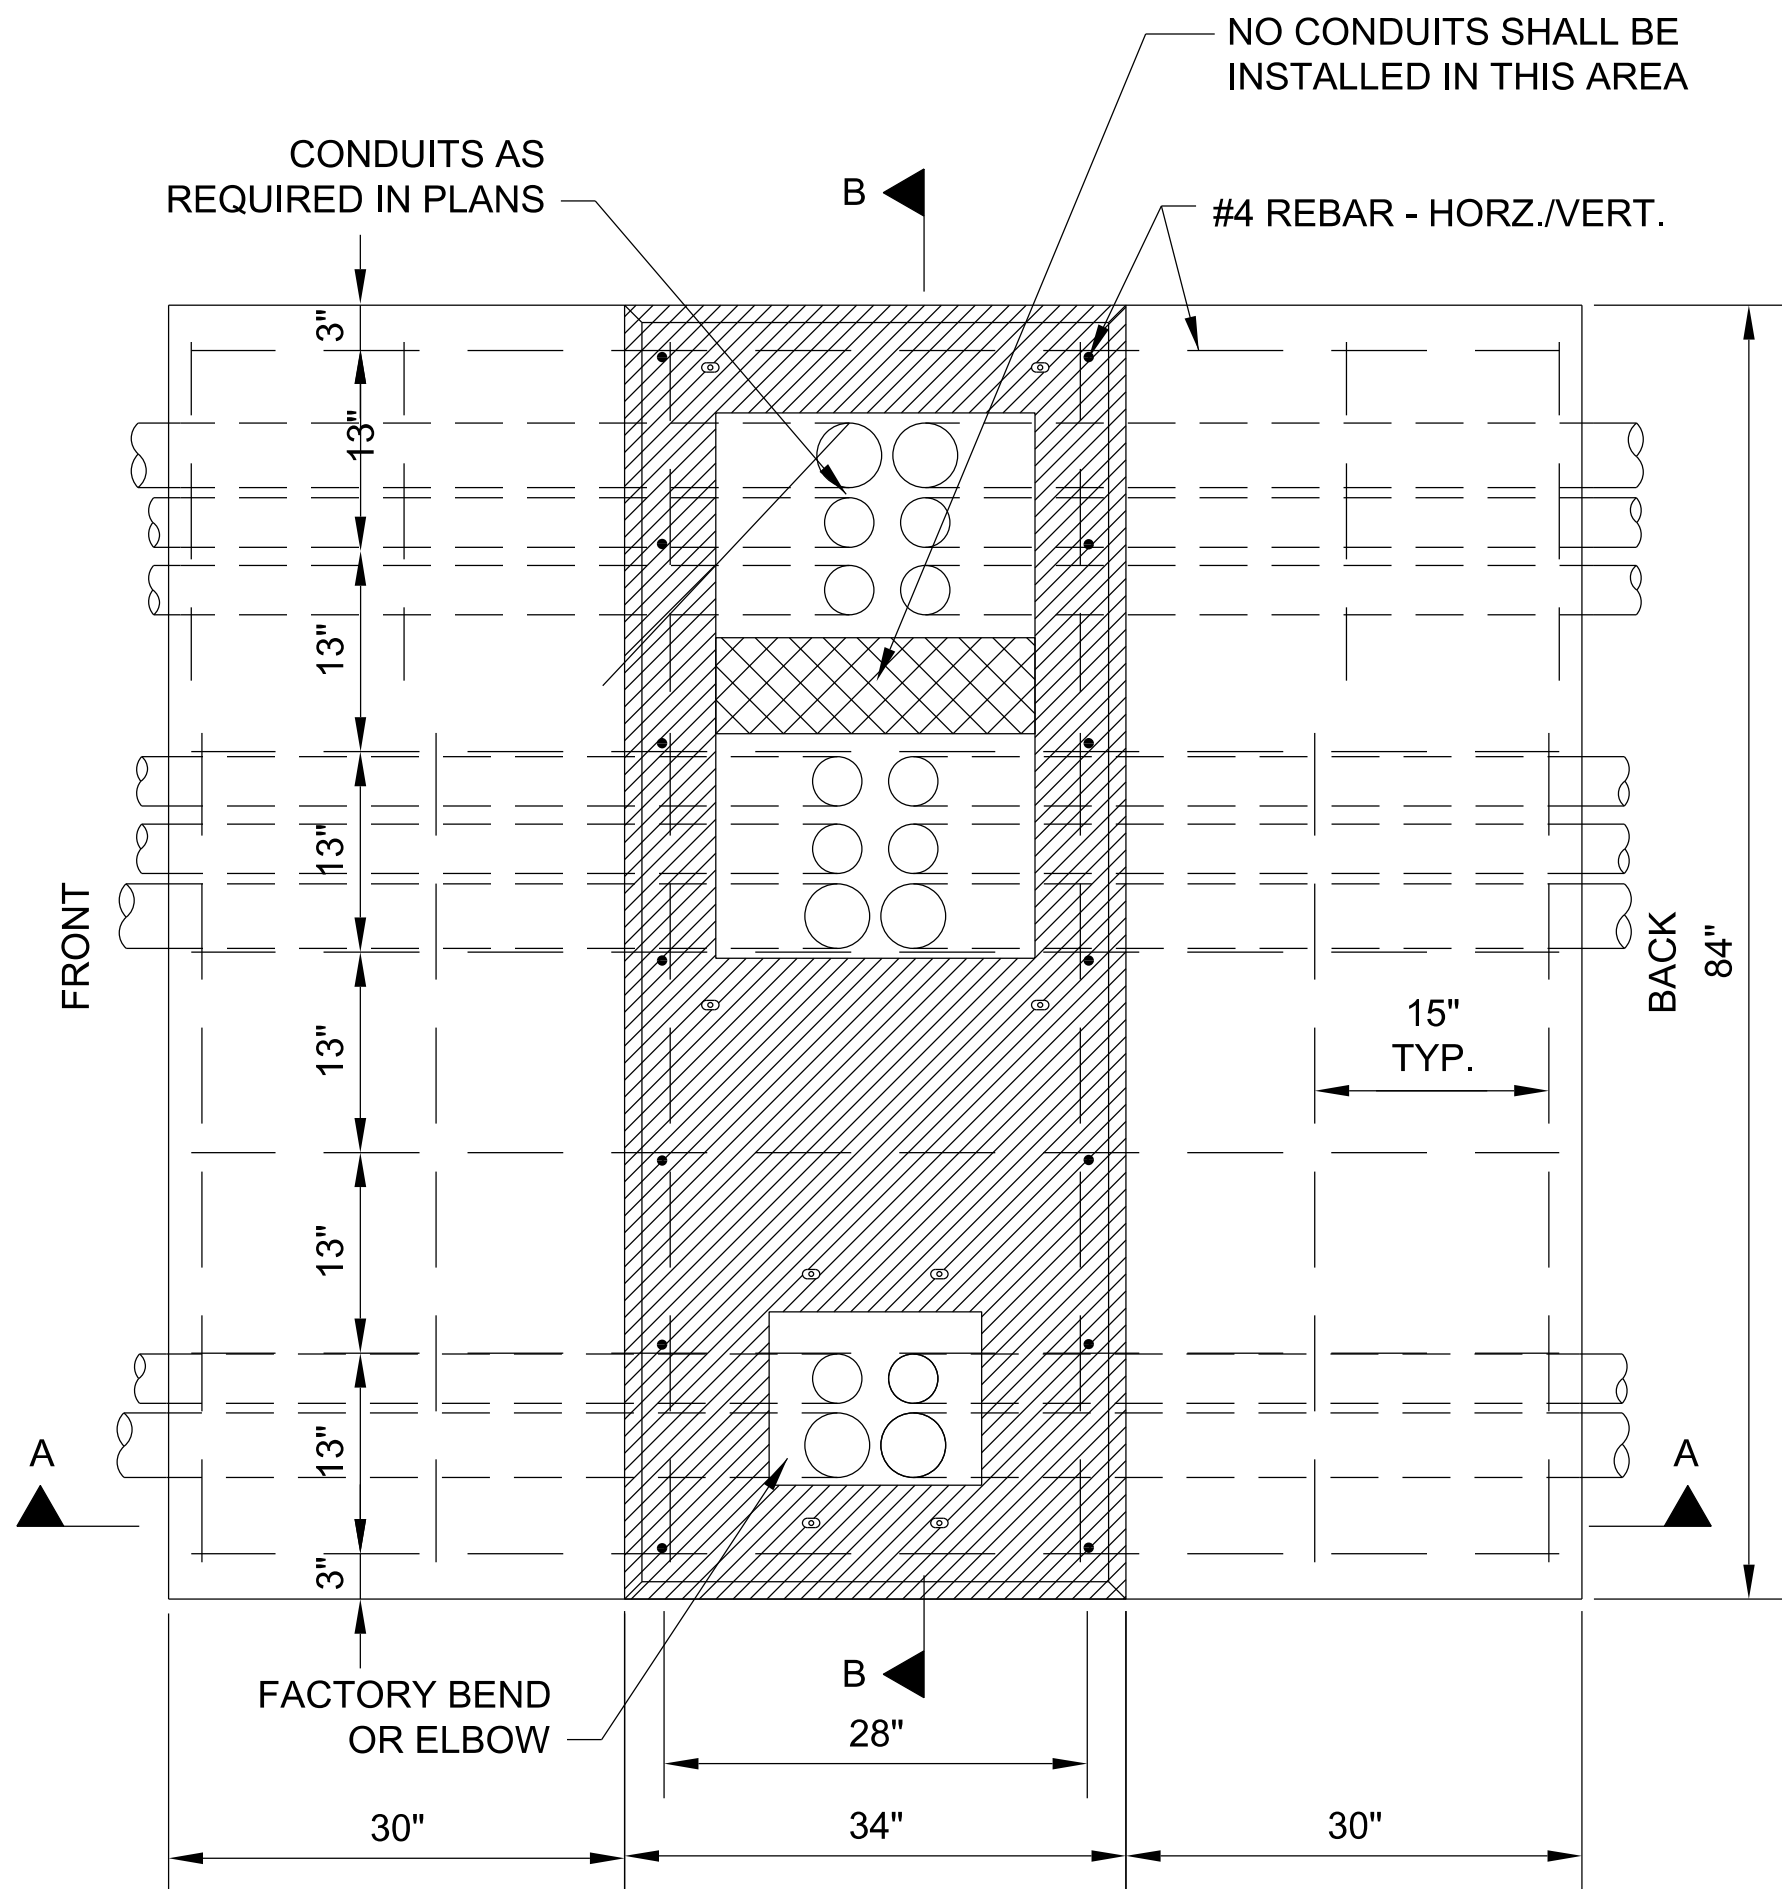 NO CONDUITS SHALL BE
INSTALLED IN THIS AREA
CONDUITS AS
REQUIRED IN PLANS
B
#4 REBAR - HORZ./VERT.
3"
13"
13"
13"
13"
13"
13"
3"
FRONT
BACK
84"
15"
TYP.
A
A
FACTORY BEND
OR ELBOW
B
28"
30"
34"
30"